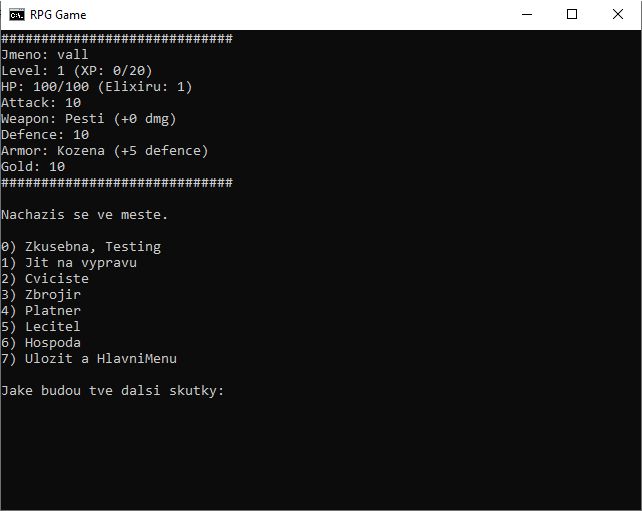 RPG Game
#############################
Jmeno: vall
Level: 1 (XP: 0/20)
HP: 100/100 (Elixiru: 1)
Attack: 10
Weapon: Pesti (+0 dmg)
Defence: 10
Armor: Kozena (+5 defence)
Gold: 10
#############################
Nachazis se ve meste.
0) Zkusebna, Testing
1) Jit na vypravu
2) Cviciste
3) Zbrojir
4) Platner
5) Lecitel
6) Hospoda
7) Ulozit a HlavniMenu
Jake budou tve dalsi skutky: